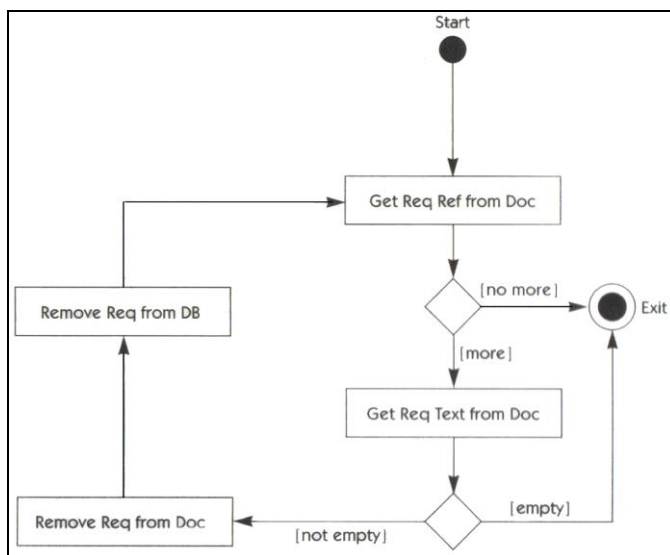 Start
Get Req Ref from Doc
[no more]
Exit
Remove Req from DB
[more]
Get Req Text from Doc
[empty]
Remove Req from Doc
[not empty]